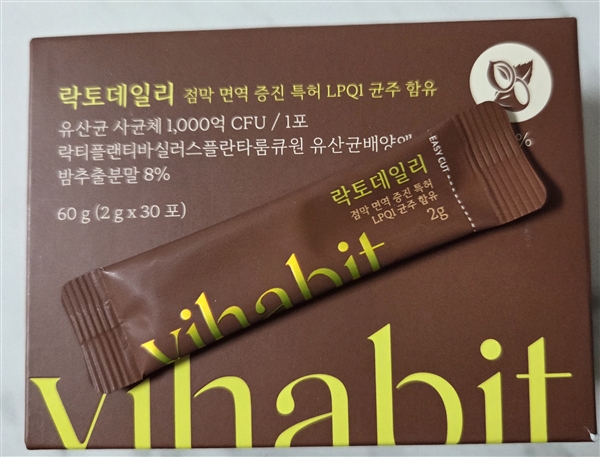 락토데일리 점막 면역 증진 특허 LPQ1 균주 함유
유산균 사균체 1,000억 CFU / 1포
락티플랜티바실러스플란타룸큐원 유산균배양
밤추출분말 8%
60 g (2 g x 30 포)
%
EASY CUT
락토데일리
점막 면역 증진 특허
LPQ1 균주 함유
2g
vihabit
vihabit